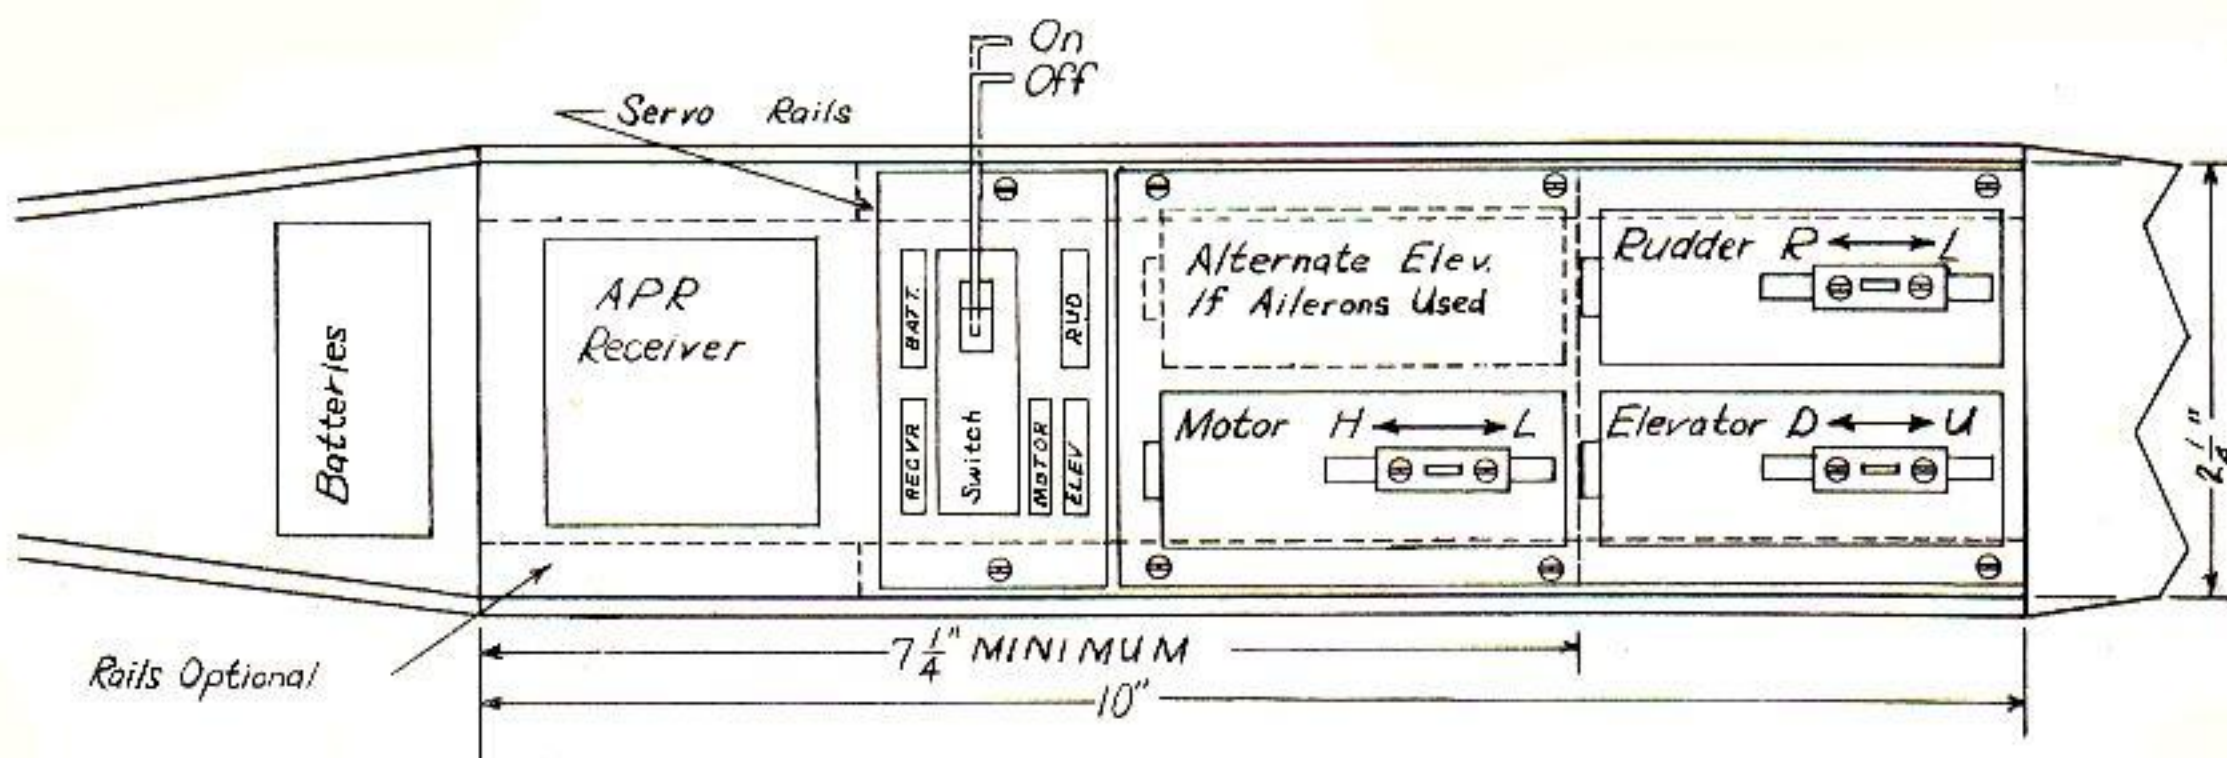 On
Off
Servo Rails
Batteries
APR
Receiver
BATT.
RECVR
Switch
RUD
MOTOR
ELEV
Alternate Elev.
If Ailerons Used
Rudder R L
Motor H L
Elevator D U
2 1/4"
Rails Optional
7 1/4" MINIMUM
10"